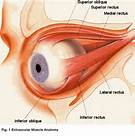 Superior oblique
Superior rectus
Medial rectus
Lateral rectus
Inferior oblique
Inferior rectus
Fig. 1 Extraocular Muscle Anatomy